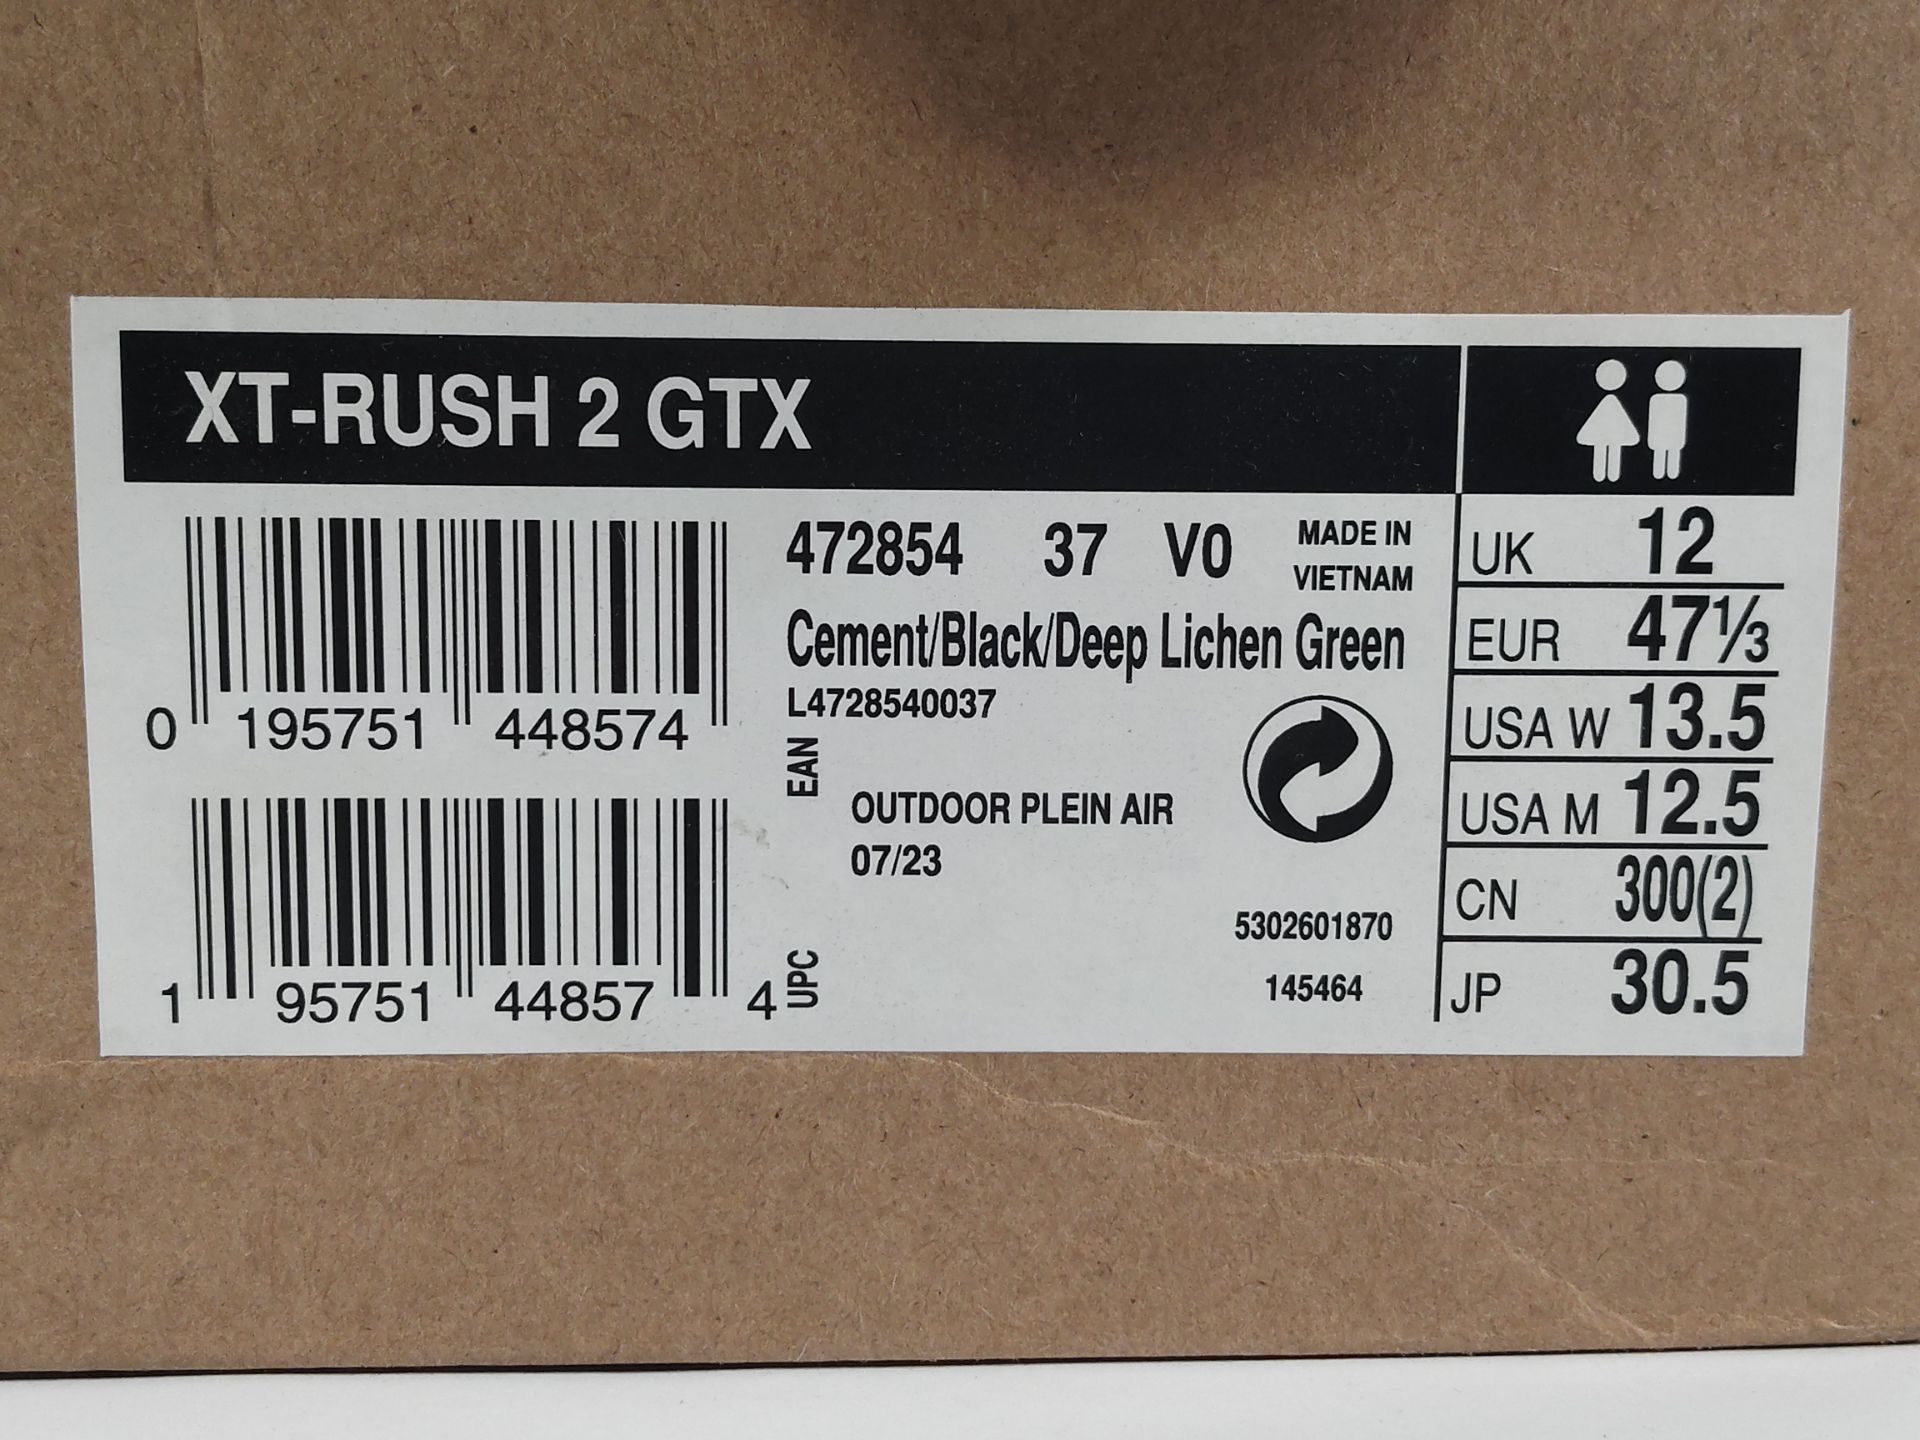 XT-RUSH 2 GTX
472854 37 V0
MADE IN
VIETNAM
Cement/Black/Deep Lichen Green
L4728540037
0 195751 448574
EAN
OUTDOOR PLEIN AIR
07/23
1 95751 44857 4
UPC
5302601870
145464
UK 12
EUR 47⅓
USA W 13.5
USA M 12.5
CN 300(2)
JP 30.5